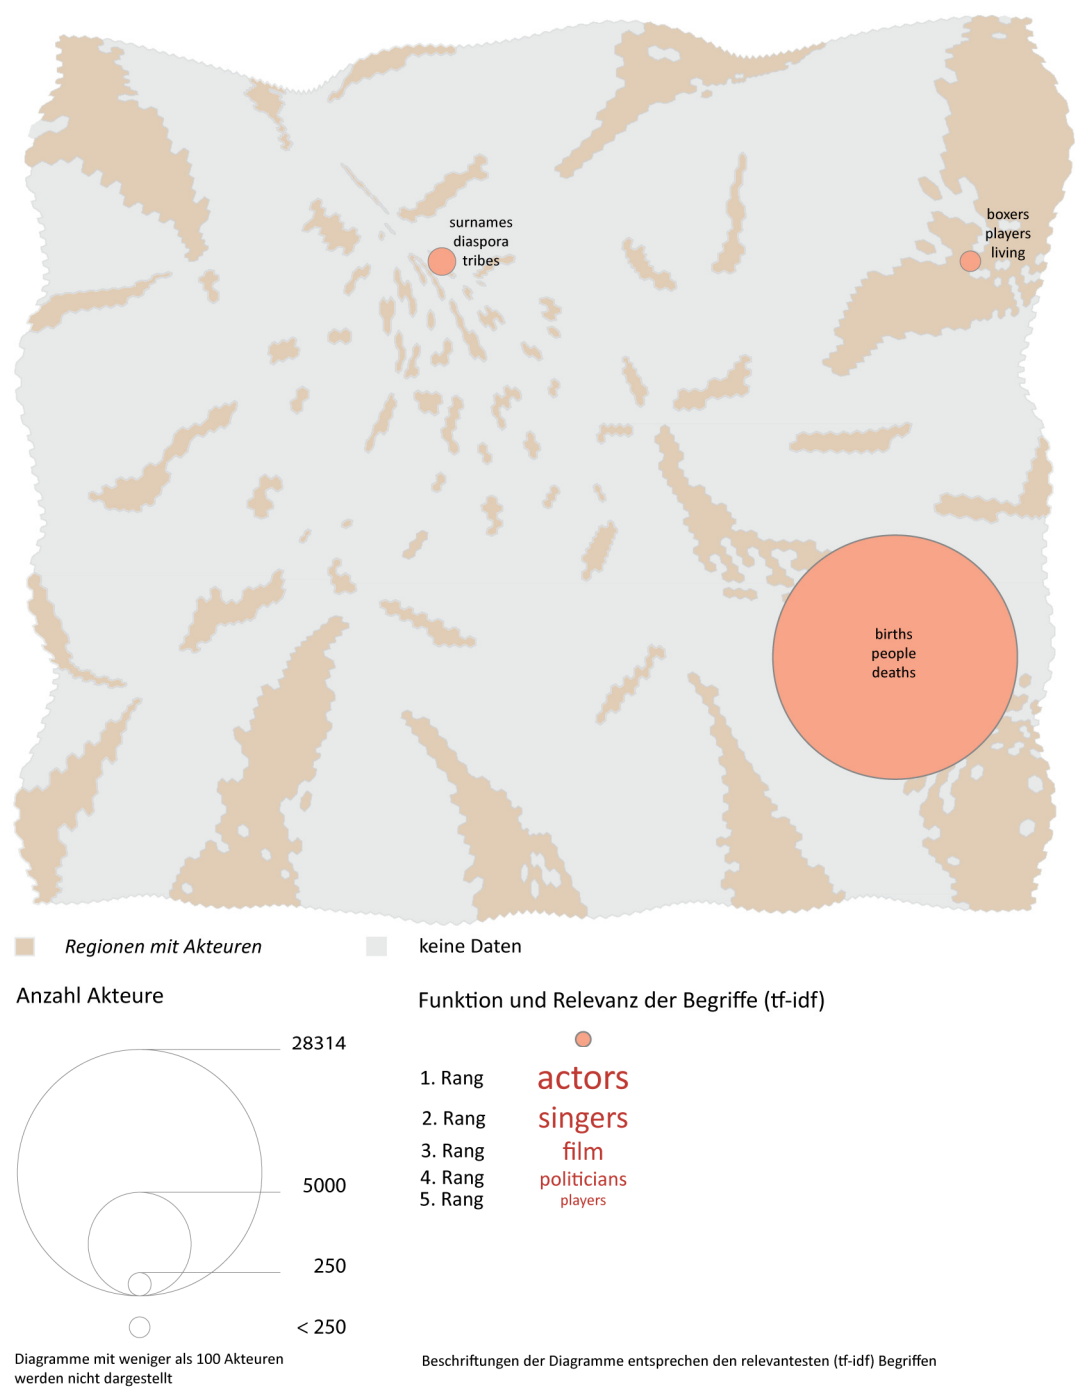 surnames
diaspora
tribes
boxers
players
living
births
people
deaths
Regionen mit Akteuren
keine Daten
Anzahl Akteure
28314
5000
250
< 250
Diagramme mit weniger als 100 Akteuren
werden nicht dargestellt
Funktion und Relevanz der Begriffe (tf-idf)
1. Rang actors
2. Rang singers
3. Rang film
4. Rang politicians
5. Rang players
Beschriftungen der Diagramme entsprechen den relevantesten (tf-idf) Begriffen